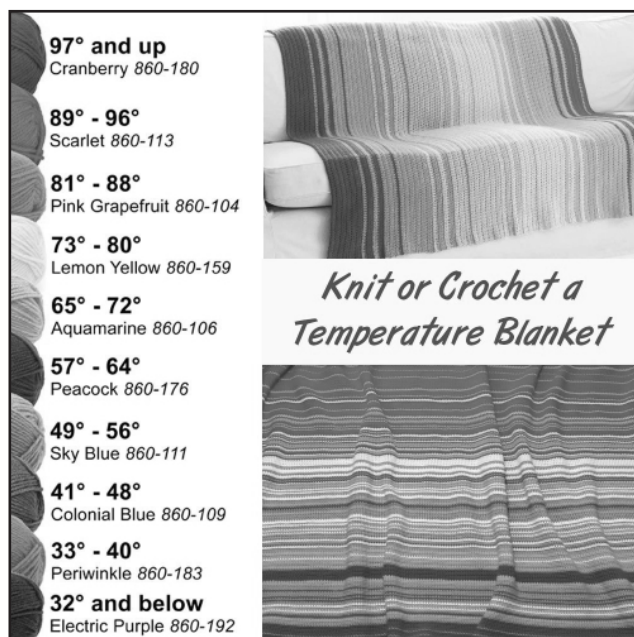 97° and up
Cranberry 860-180
89° - 96°
Scarlet 860-113
81° - 88°
Pink Grapefruit 860-104
73° - 80°
Lemon Yellow 860-159
65° - 72°
Aquamarine 860-106
57° - 64°
Peacock 860-176
49° - 56°
Sky Blue 860-111
41° - 48°
Colonial Blue 860-109
33° - 40°
Periwinkle 860-183
32° and below
Electric Purple 860-192
Knit or Crochet a
Temperature Blanket